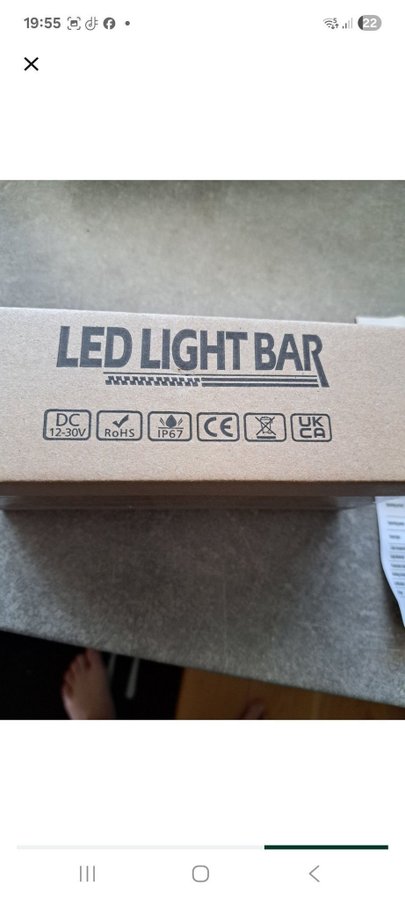 19:55
22
LED LIGHT BAR
DC
12-30V
RoHS
IP67
CE
UK
CA